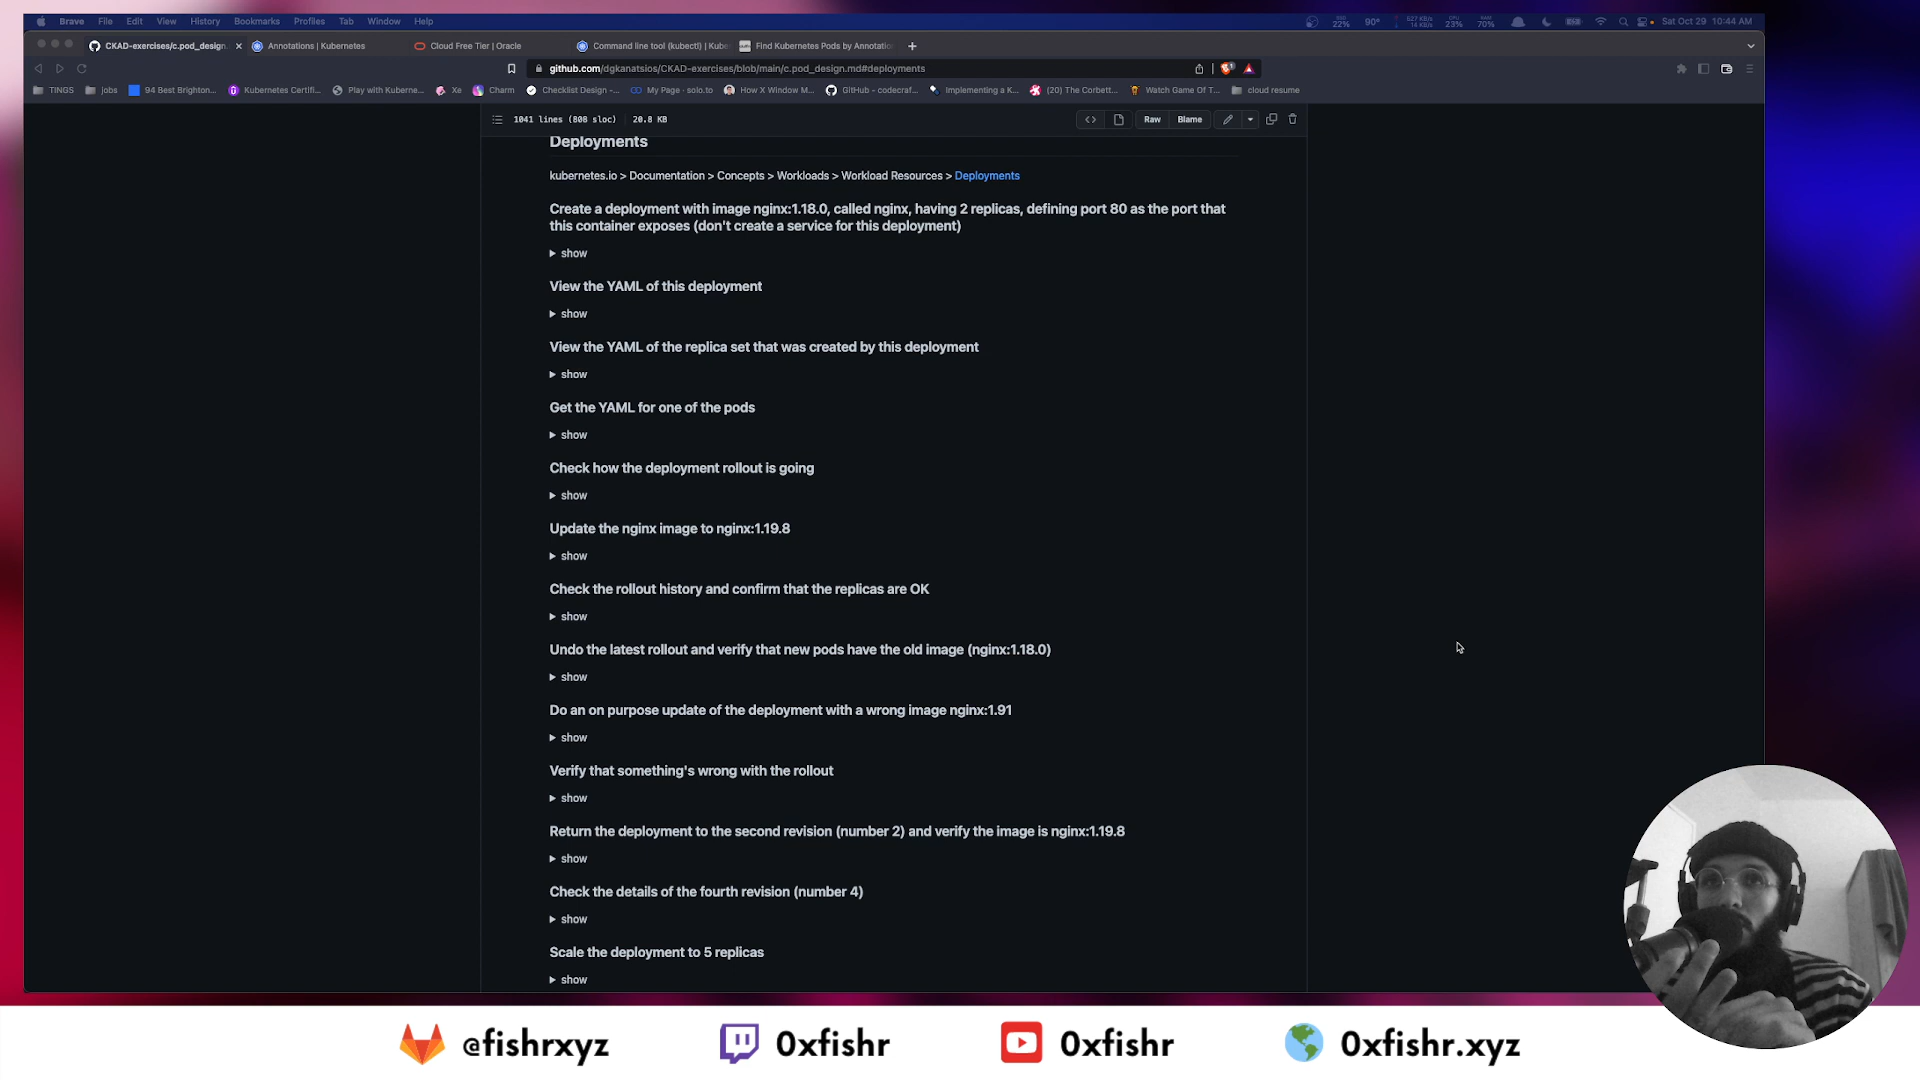 Brave File Edit View History Bookmarks Profiles Tab Window Help
22% 90° 23% 70% Sat Oct 29 10:44 AM
CKAD-exercises/c.pod_design. Annotations | Kubernetes Cloud Free Tier | Oracle Command line tool (kubectl) | Kube Find Kubernetes Pods by Annotatio
github.com/dgkanatsios/CKAD-exercises/blob/main/c.pod_design.md#deployments
TINGS jobs 94 Best Brighton... Kubernetes Certifi... Play with Kuberne... Xe Charm Checklist Design -... My Page · solo.to How X Window M... GitHub - codecraf... Implementing a K... (20) The Corbett... Watch Game Of T... cloud resume
1041 lines (808 sloc) 20.8 KB Raw Blame
Deployments
kubernetes.io > Documentation > Concepts > Workloads > Workload Resources > Deployments
Create a deployment with image nginx:1.18.0, called nginx, having 2 replicas, defining port 80 as the port that
this container exposes (don't create a service for this deployment)
show
View the YAML of this deployment
show
View the YAML of the replica set that was created by this deployment
show
Get the YAML for one of the pods
show
Check how the deployment rollout is going
show
Update the nginx image to nginx:1.19.8
show
Check the rollout history and confirm that the replicas are OK
show
Undo the latest rollout and verify that new pods have the old image (nginx:1.18.0)
show
Do an on purpose update of the deployment with a wrong image nginx:1.91
show
Verify that something's wrong with the rollout
show
Return the deployment to the second revision (number 2) and verify the image is nginx:1.19.8
show
Check the details of the fourth revision (number 4)
show
Scale the deployment to 5 replicas
show
@fishrxyz 0xfishr 0xfishr 0xfishr.xyz